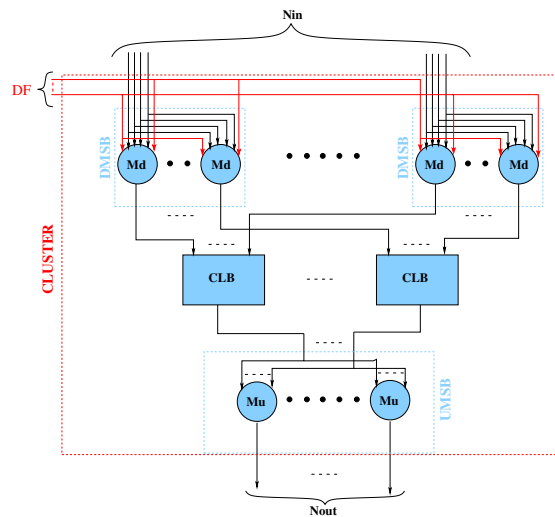 Nin
DF
DMSB
Md
Md
DMSB
Md
Md
CLUSTER
CLB
CLB
Mu
Mu
UMSB
Nout